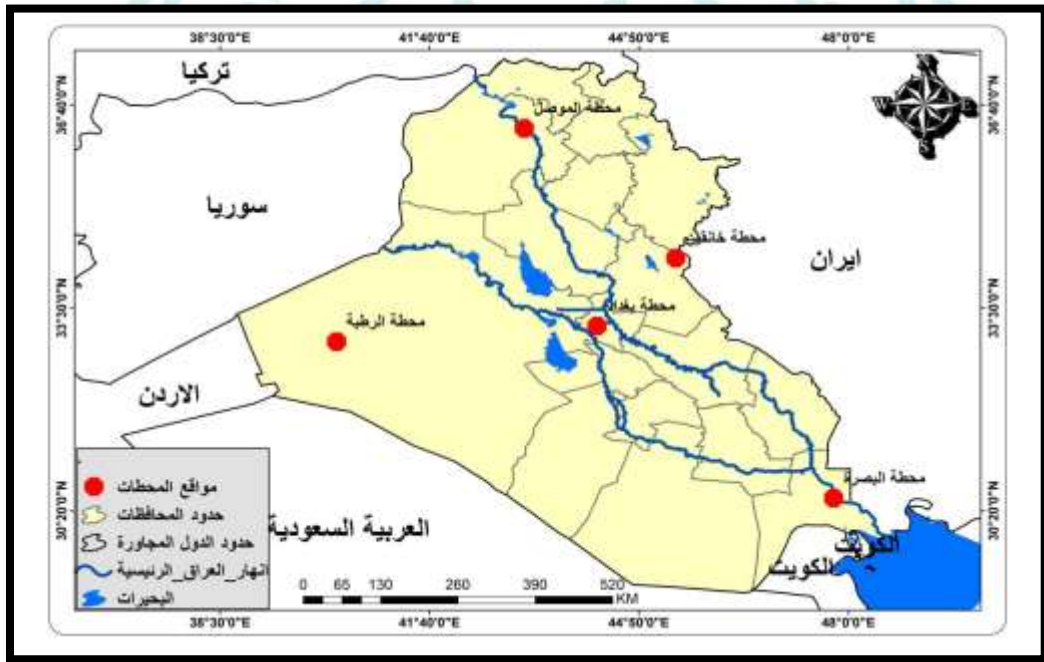 38°30'0"E 41°40'0"E 44°50'0"E 48°0'0"E
36°40'0"N
36°40'0"N
تركيا
محطة الموصل
سوريا
محطة خانقين
ايران
33°30'0"N
33°30'0"N
محطة بغداد
محطة الرطبة
الاردن
محطة البصرة
مواقع المحطات
حدود المحافظات
حدود الدول المجاورة
انهار_العراق_الرئيسية
البحيرات
30°20'0"N
30°20'0"N
العربية السعودية
الكويت
الكويت
0 65 130 260 390 520
KM
38°30'0"E 41°40'0"E 44°50'0"E 48°0'0"E